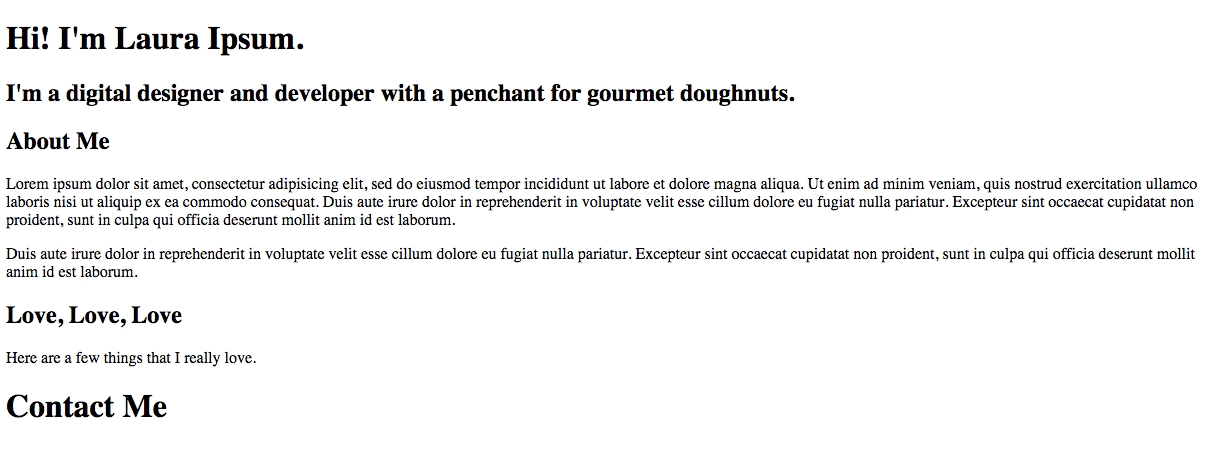 Hi! I'm Laura Ipsum.
I'm a digital designer and developer with a penchant for gourmet doughnuts.
About Me
Lorem ipsum dolor sit amet, consectetur adipisicing elit, sed do eiusmod tempor incididunt ut labore et dolore magna aliqua. Ut enim ad minim veniam, quis nostrud exercitation ullamco
laboris nisi ut aliquip ex ea commodo consequat. Duis aute irure dolor in reprehenderit in voluptate velit esse cillum dolore eu fugiat nulla pariatur. Excepteur sint occaecat cupidatat non
proident, sunt in culpa qui officia deserunt mollit anim id est laborum.
Duis aute irure dolor in reprehenderit in voluptate velit esse cillum dolore eu fugiat nulla pariatur. Excepteur sint occaecat cupidatat non proident, sunt in culpa qui officia deserunt mollit
anim id est laborum.
Love, Love, Love
Here are a few things that I really love.
Contact Me